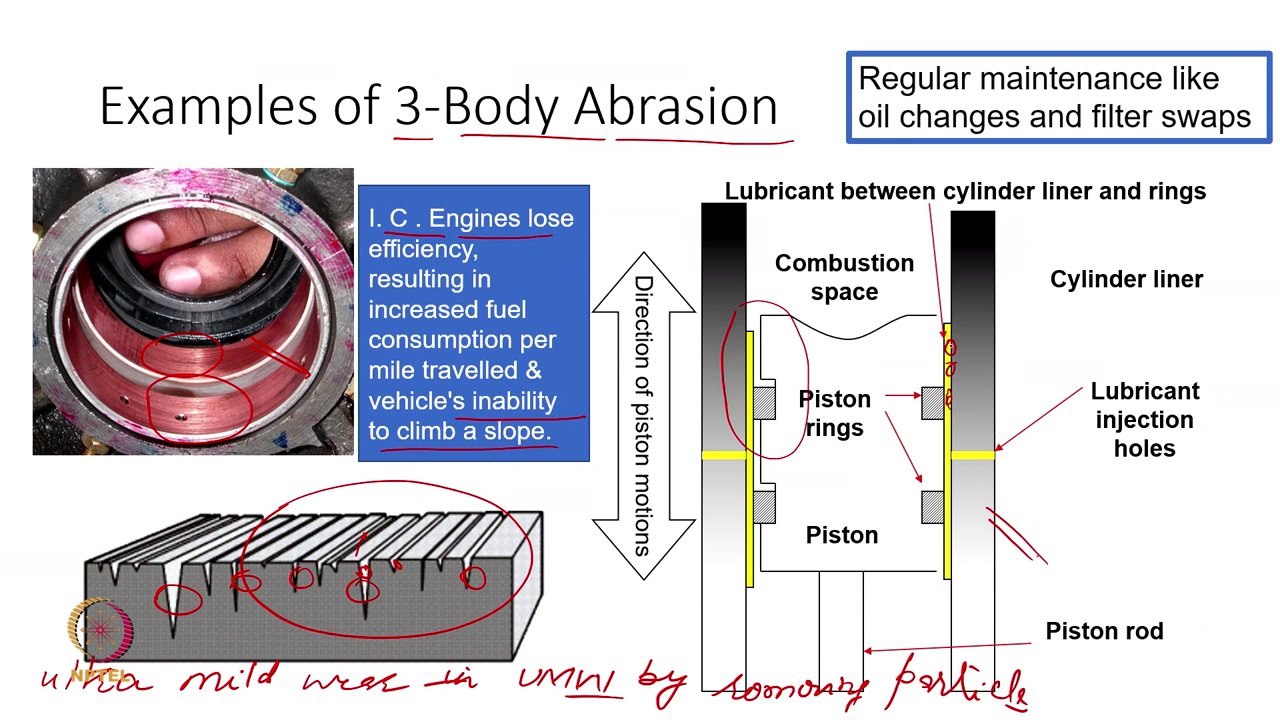 Examples of 3-Body Abrasion
Regular maintenance like
oil changes and filter swaps
I. C . Engines lose
efficiency,
resulting in
increased fuel
consumption per
mile travelled &
vehicle's inability
to climb a slope.
Direction of piston motions
Lubricant between cylinder liner and rings
Combustion
space
Cylinder liner
Piston
rings
Lubricant
injection
holes
Piston
Piston rod
NPTEL
ultra mild wear in by particle